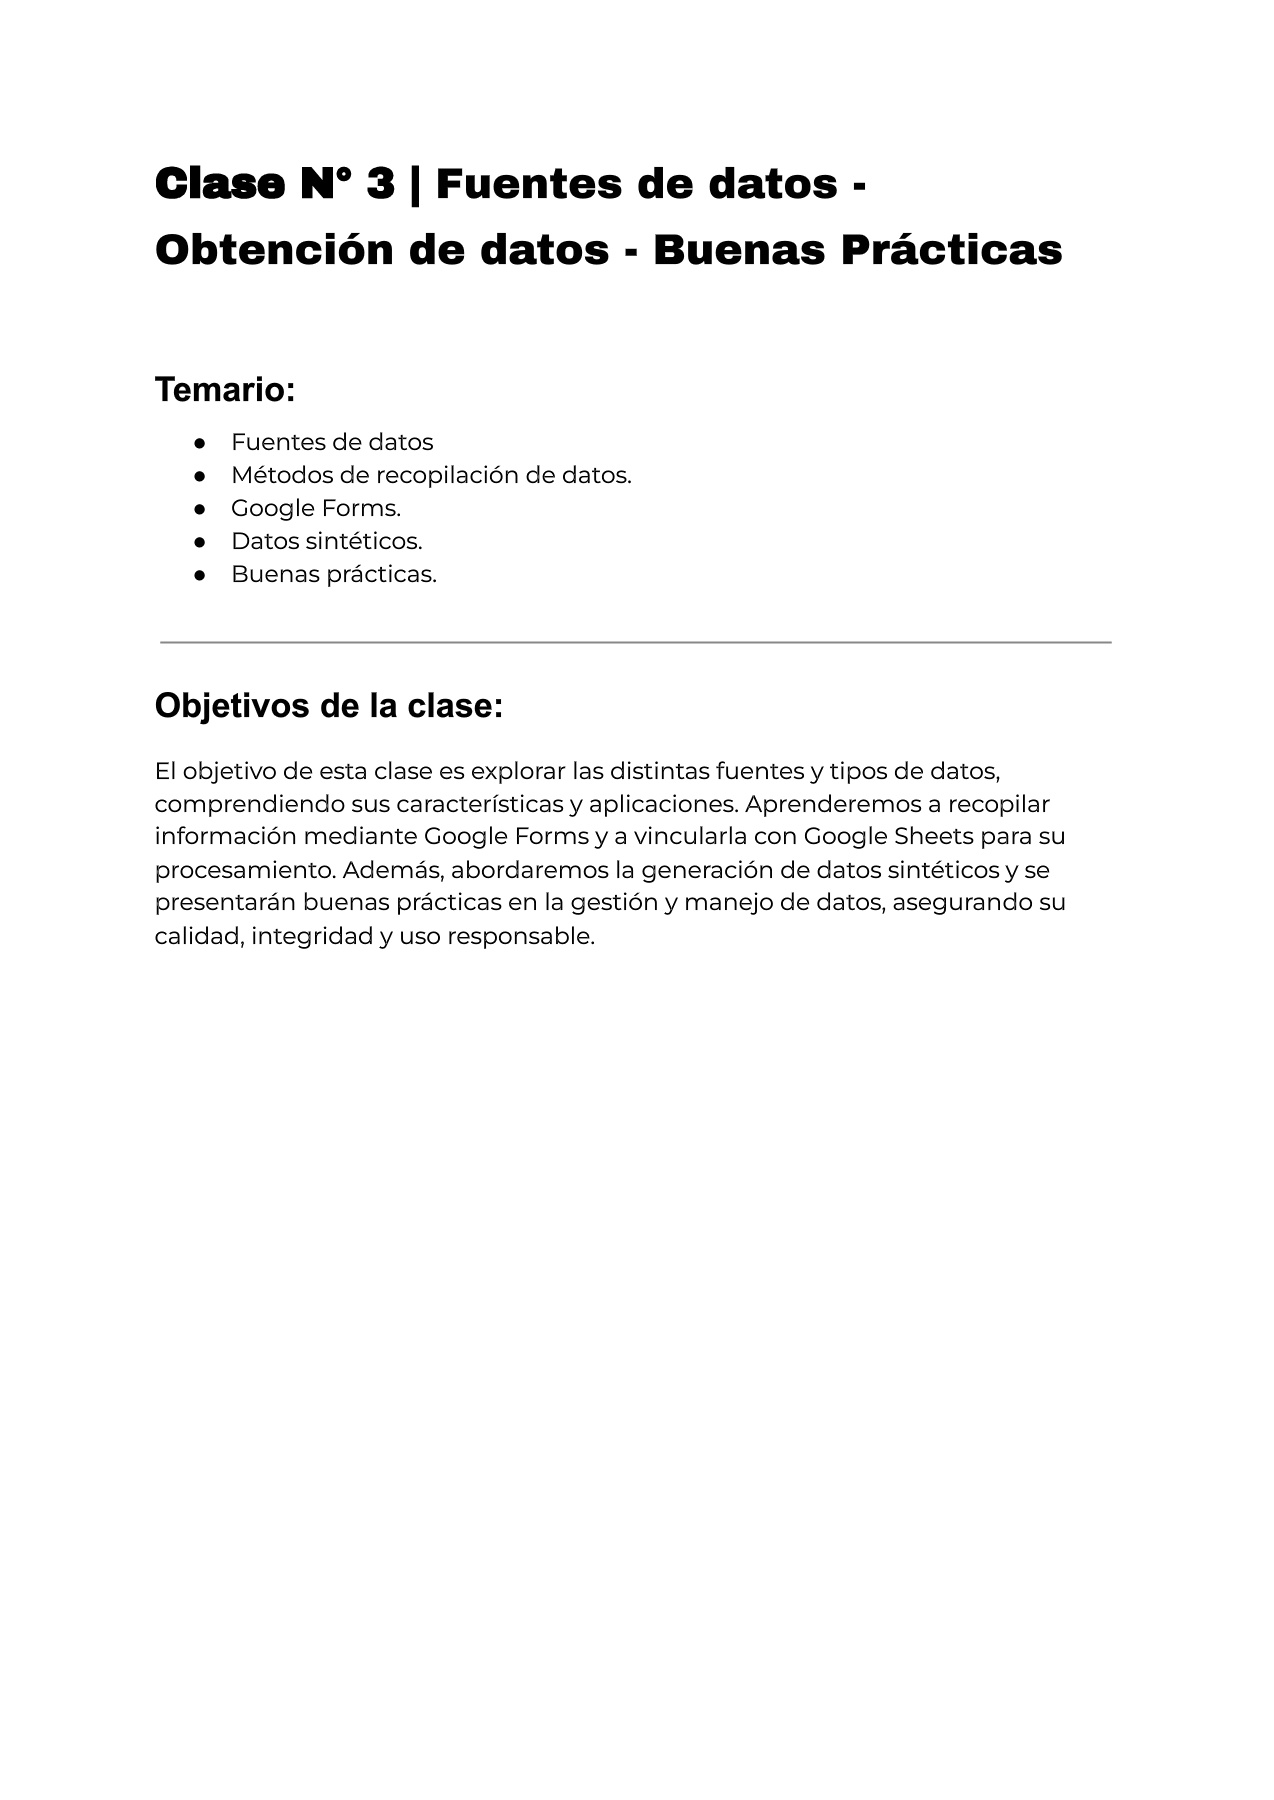 Clase N° 3 | Fuentes de datos -
Obtención de datos - Buenas Prácticas
Temario:
● Fuentes de datos
● Métodos de recopilación de datos.
● Google Forms.
● Datos sintéticos.
● Buenas prácticas.
Objetivos de la clase:
El objetivo de esta clase es explorar las distintas fuentes y tipos de datos,
comprendiendo sus características y aplicaciones. Aprenderemos a recopilar
información mediante Google Forms y a vincularla con Google Sheets para su
procesamiento. Además, abordaremos la generación de datos sintéticos y se
presentarán buenas prácticas en la gestión y manejo de datos, asegurando su
calidad, integridad y uso responsable.